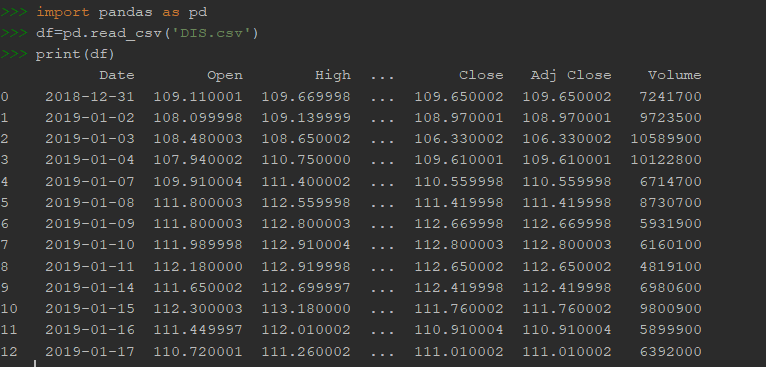 >>> import pandas as pd
>>> df=pd.read_csv('DIS.csv')
>>> print(df)
Date Open High ... Close Adj Close Volume
0 2018-12-31 109.110001 109.669998 ... 109.650002 109.650002 7241700
1 2019-01-02 108.099998 109.139999 ... 108.970001 108.970001 9723500
2 2019-01-03 108.480003 108.650002 ... 106.330002 106.330002 10589900
3 2019-01-04 107.940002 110.750000 ... 109.610001 109.610001 10122800
4 2019-01-07 109.910004 111.400002 ... 110.559998 110.559998 6714700
5 2019-01-08 111.800003 112.559998 ... 111.419998 111.419998 8730700
6 2019-01-09 111.800003 112.800003 ... 112.669998 112.669998 5931900
7 2019-01-10 111.989998 112.910004 ... 112.800003 112.800003 6160100
8 2019-01-11 112.180000 112.919998 ... 112.650002 112.650002 4819100
9 2019-01-14 111.650002 112.699997 ... 112.419998 112.419998 6980600
10 2019-01-15 112.300003 113.180000 ... 111.760002 111.760002 9800900
11 2019-01-16 111.449997 112.010002 ... 110.910004 110.910004 5899900
12 2019-01-17 110.720001 111.260002 ... 111.010002 111.010002 6392000